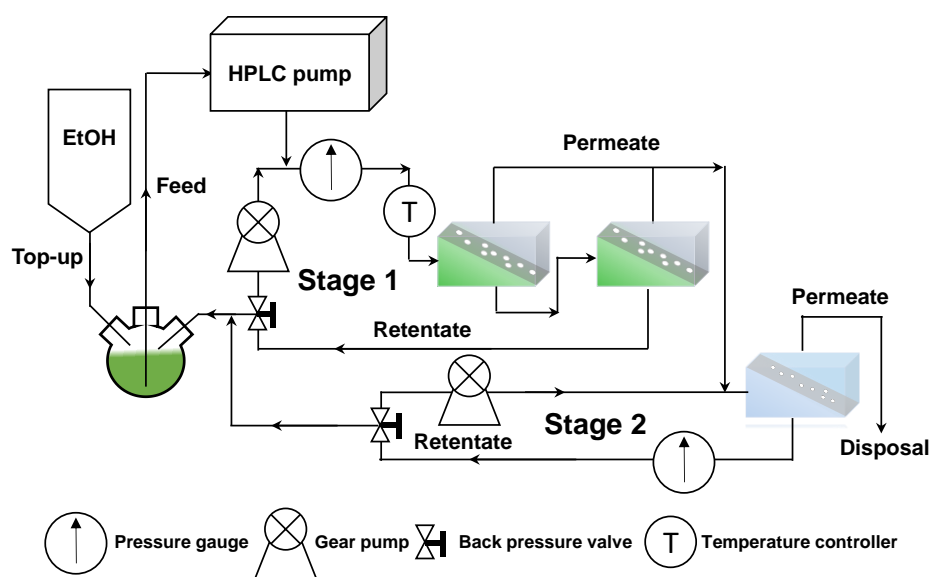 HPLC pump
EtOH
Feed
Top-up
Permeate
T
Stage 1
Retentate
Permeate
Stage 2
Retentate
Disposal
Pressure gauge
Gear pump
Back pressure valve
T
Temperature controller